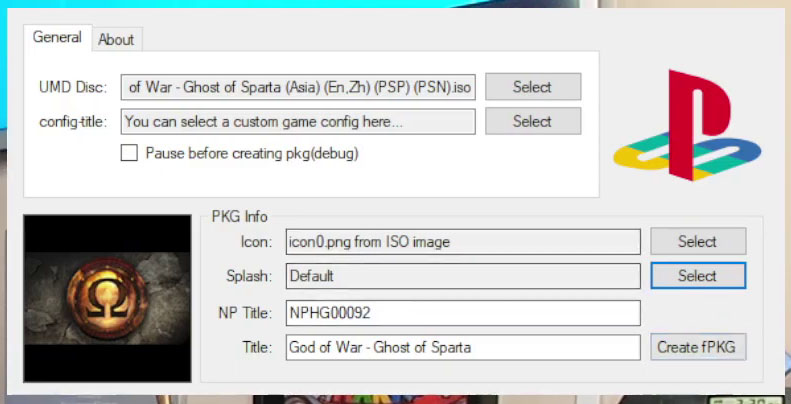 General
About
UMD Disc: of War - Ghost of Sparta (Asia) (En,Zh) (PSP) (PSN).iso Select
config-title: You can select a custom game config here... Select
Pause before creating pkg(debug)
PKG Info
Icon: icon0.png from ISO image Select
Splash: Default Select
NP Title: NPHG00092
Title: God of War - Ghost of Sparta Create fPKG